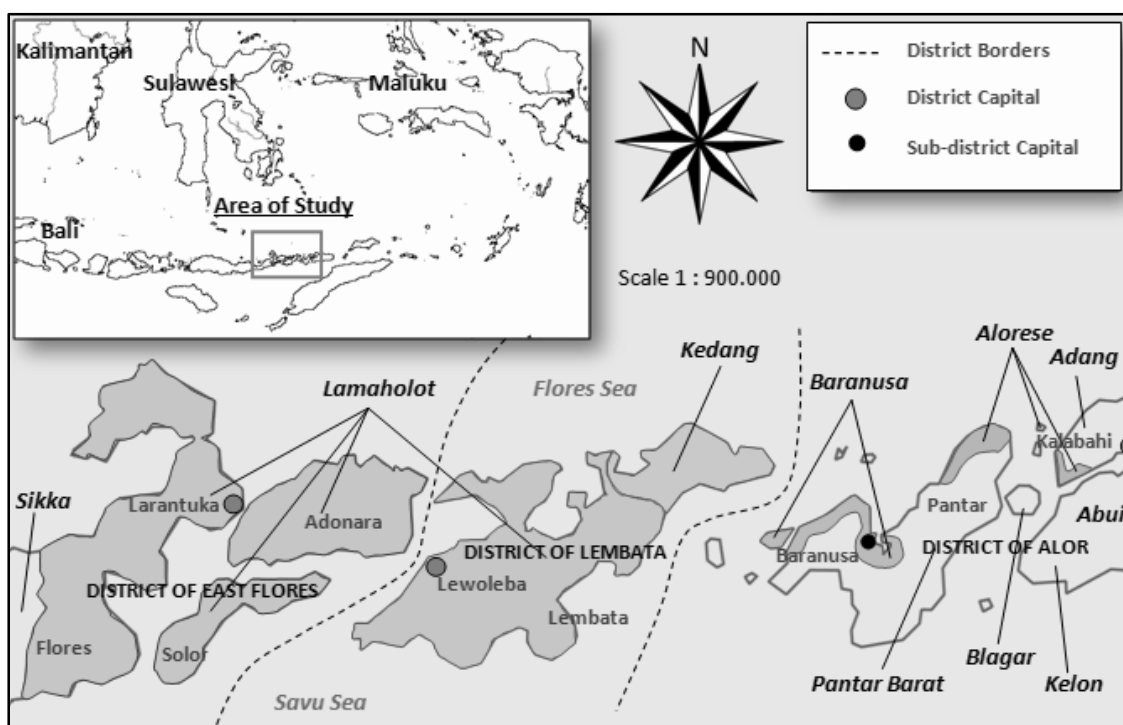 Kalimantan
Sulawesi
Maluku
Area of Study
Bali
N
Scale 1 : 900.000
District Borders
District Capital
Sub-district Capital
Kedang
Alorese
Adang
Lamaholot
Flores Sea
Baranusa
Kalabahi
Sikka
Larantuka
Adonara
Pantar
Abui
Baranusa
DISTRICT OF LEMBATA
DISTRICT OF ALOR
DISTRICT OF EAST FLORES
Lewoleba
Lembata
Flores
Solor
Blagar
Pantar Barat
Kelon
Savu Sea